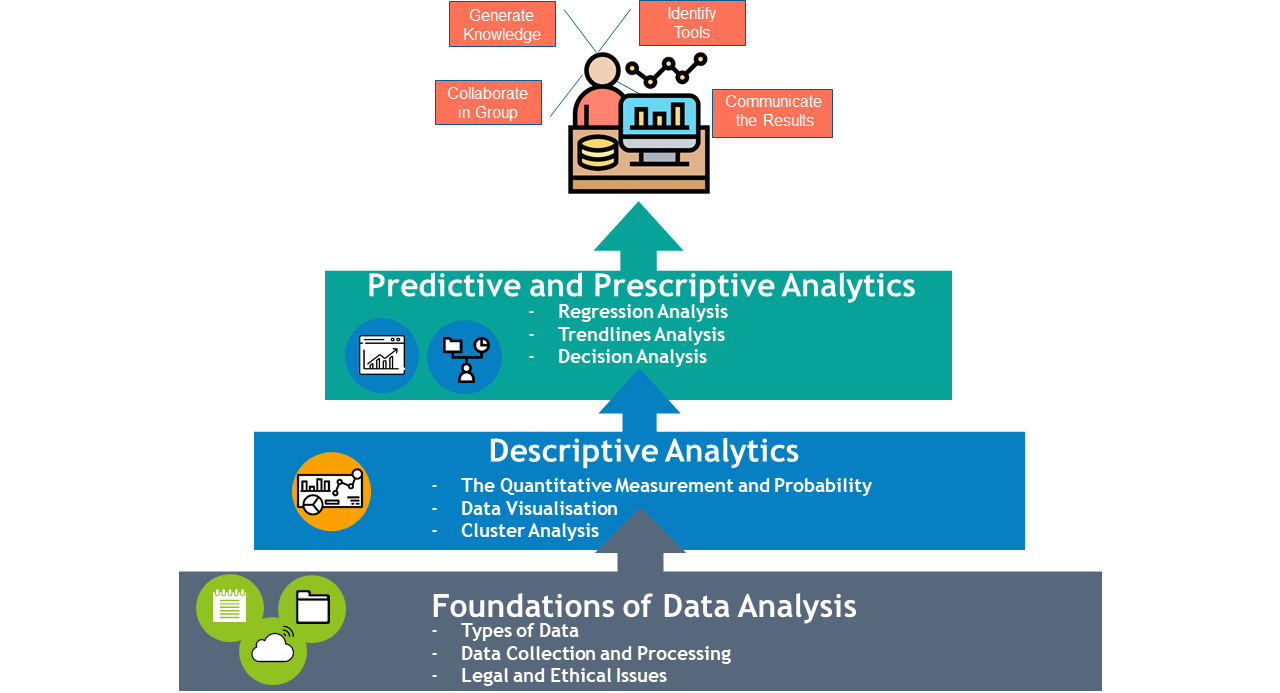 Generate
Knowledge
Identify
Tools
Collaborate
in Group
Communicate
the Results
Predictive and Prescriptive Analytics
- Regression Analysis
- Trendlines Analysis
- Decision Analysis
Descriptive Analytics
- The Quantitative Measurement and Probability
- Data Visualisation
- Cluster Analysis
Foundations of Data Analysis
- Types of Data
- Data Collection and Processing
- Legal and Ethical Issues